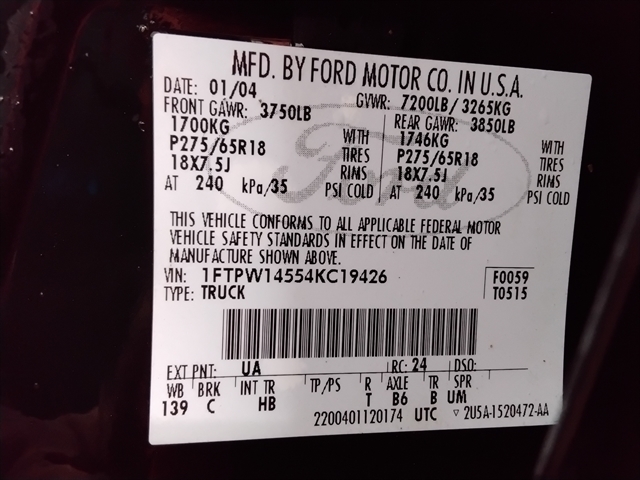 MFD. BY FORD MOTOR CO. IN U.S.A.
DATE: 01/04 GVWR: 7200LB/ 3265KG
FRONT GAWR: 3750LB REAR GAWR: 3850LB
1700KG WITH 1746KG WITH
P275/65R18 TIRES P275/65R18 TIRES
18X7.5J RIMS 18X7.5J RIMS
AT 240 kPa/35 PSI COLD AT 240 kPa/35 PSI COLD
Ford
THIS VEHICLE CONFORMS TO ALL APPLICABLE FEDERAL MOTOR
VEHICLE SAFETY STANDARDS IN EFFECT ON THE DATE OF
MANUFACTURE SHOWN ABOVE.
VIN: 1FTPW14554KC19426 F0059
TYPE: TRUCK T0515
EXT PNT: UA RC: 24 DSO:
WB BRK INT TR TP/PS R T AXLE TR B SPR
139 C HB B6 B UM
2200401120174 UTC ▽ 2U5A-1520472-AA